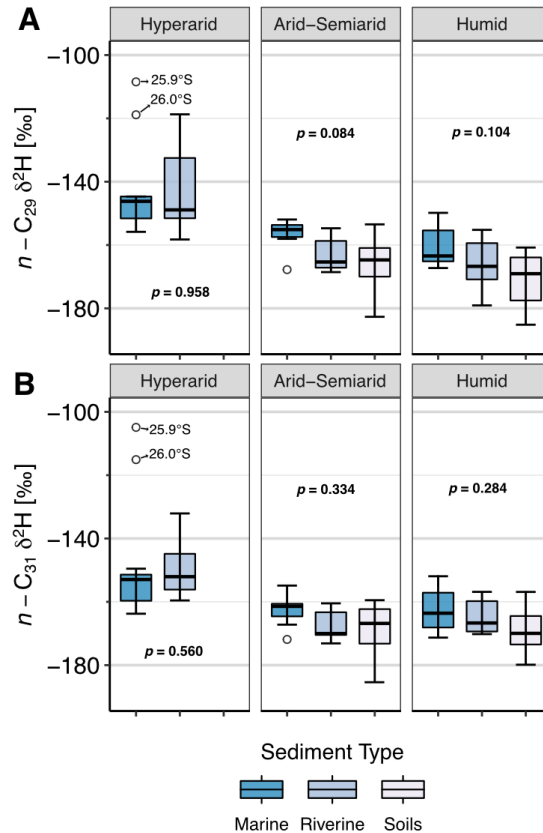 A
Hyperarid
Arid−Semiarid
Humid
n − C29 δ2H [‰]
−100
−140
−180
25.9°S
26.0°S
p = 0.958
p = 0.084
p = 0.104
B
Hyperarid
Arid−Semiarid
Humid
n − C31 δ2H [‰]
−100
−140
−180
25.9°S
26.0°S
p = 0.560
p = 0.334
p = 0.284
Sediment Type
Marine Riverine Soils